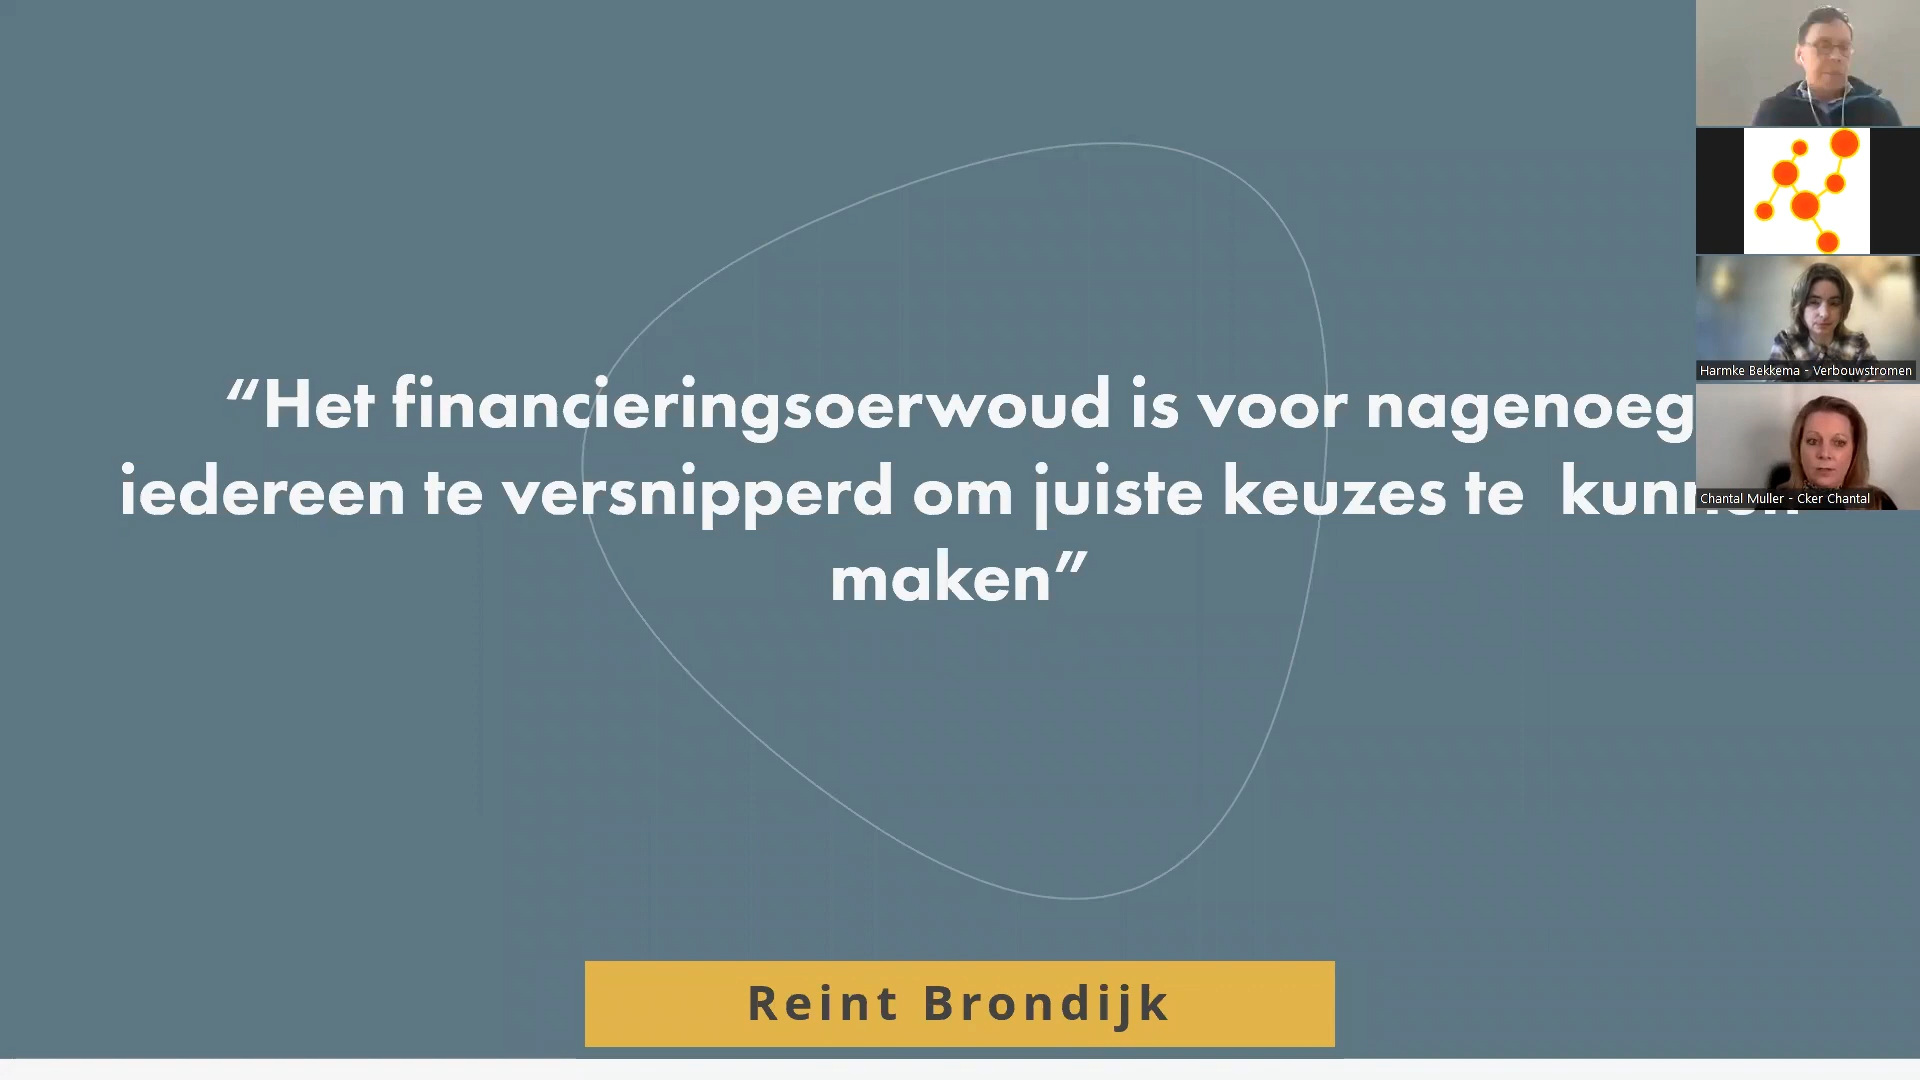 “Het financieringsoerwoud is voor nagenoeg
iedereen te versnipperd om juiste keuzes te kunnen
maken”
Reint Brondijk
Harmke Bekkema - Verbouwstromen
Chantal Muller - Cker Chantal